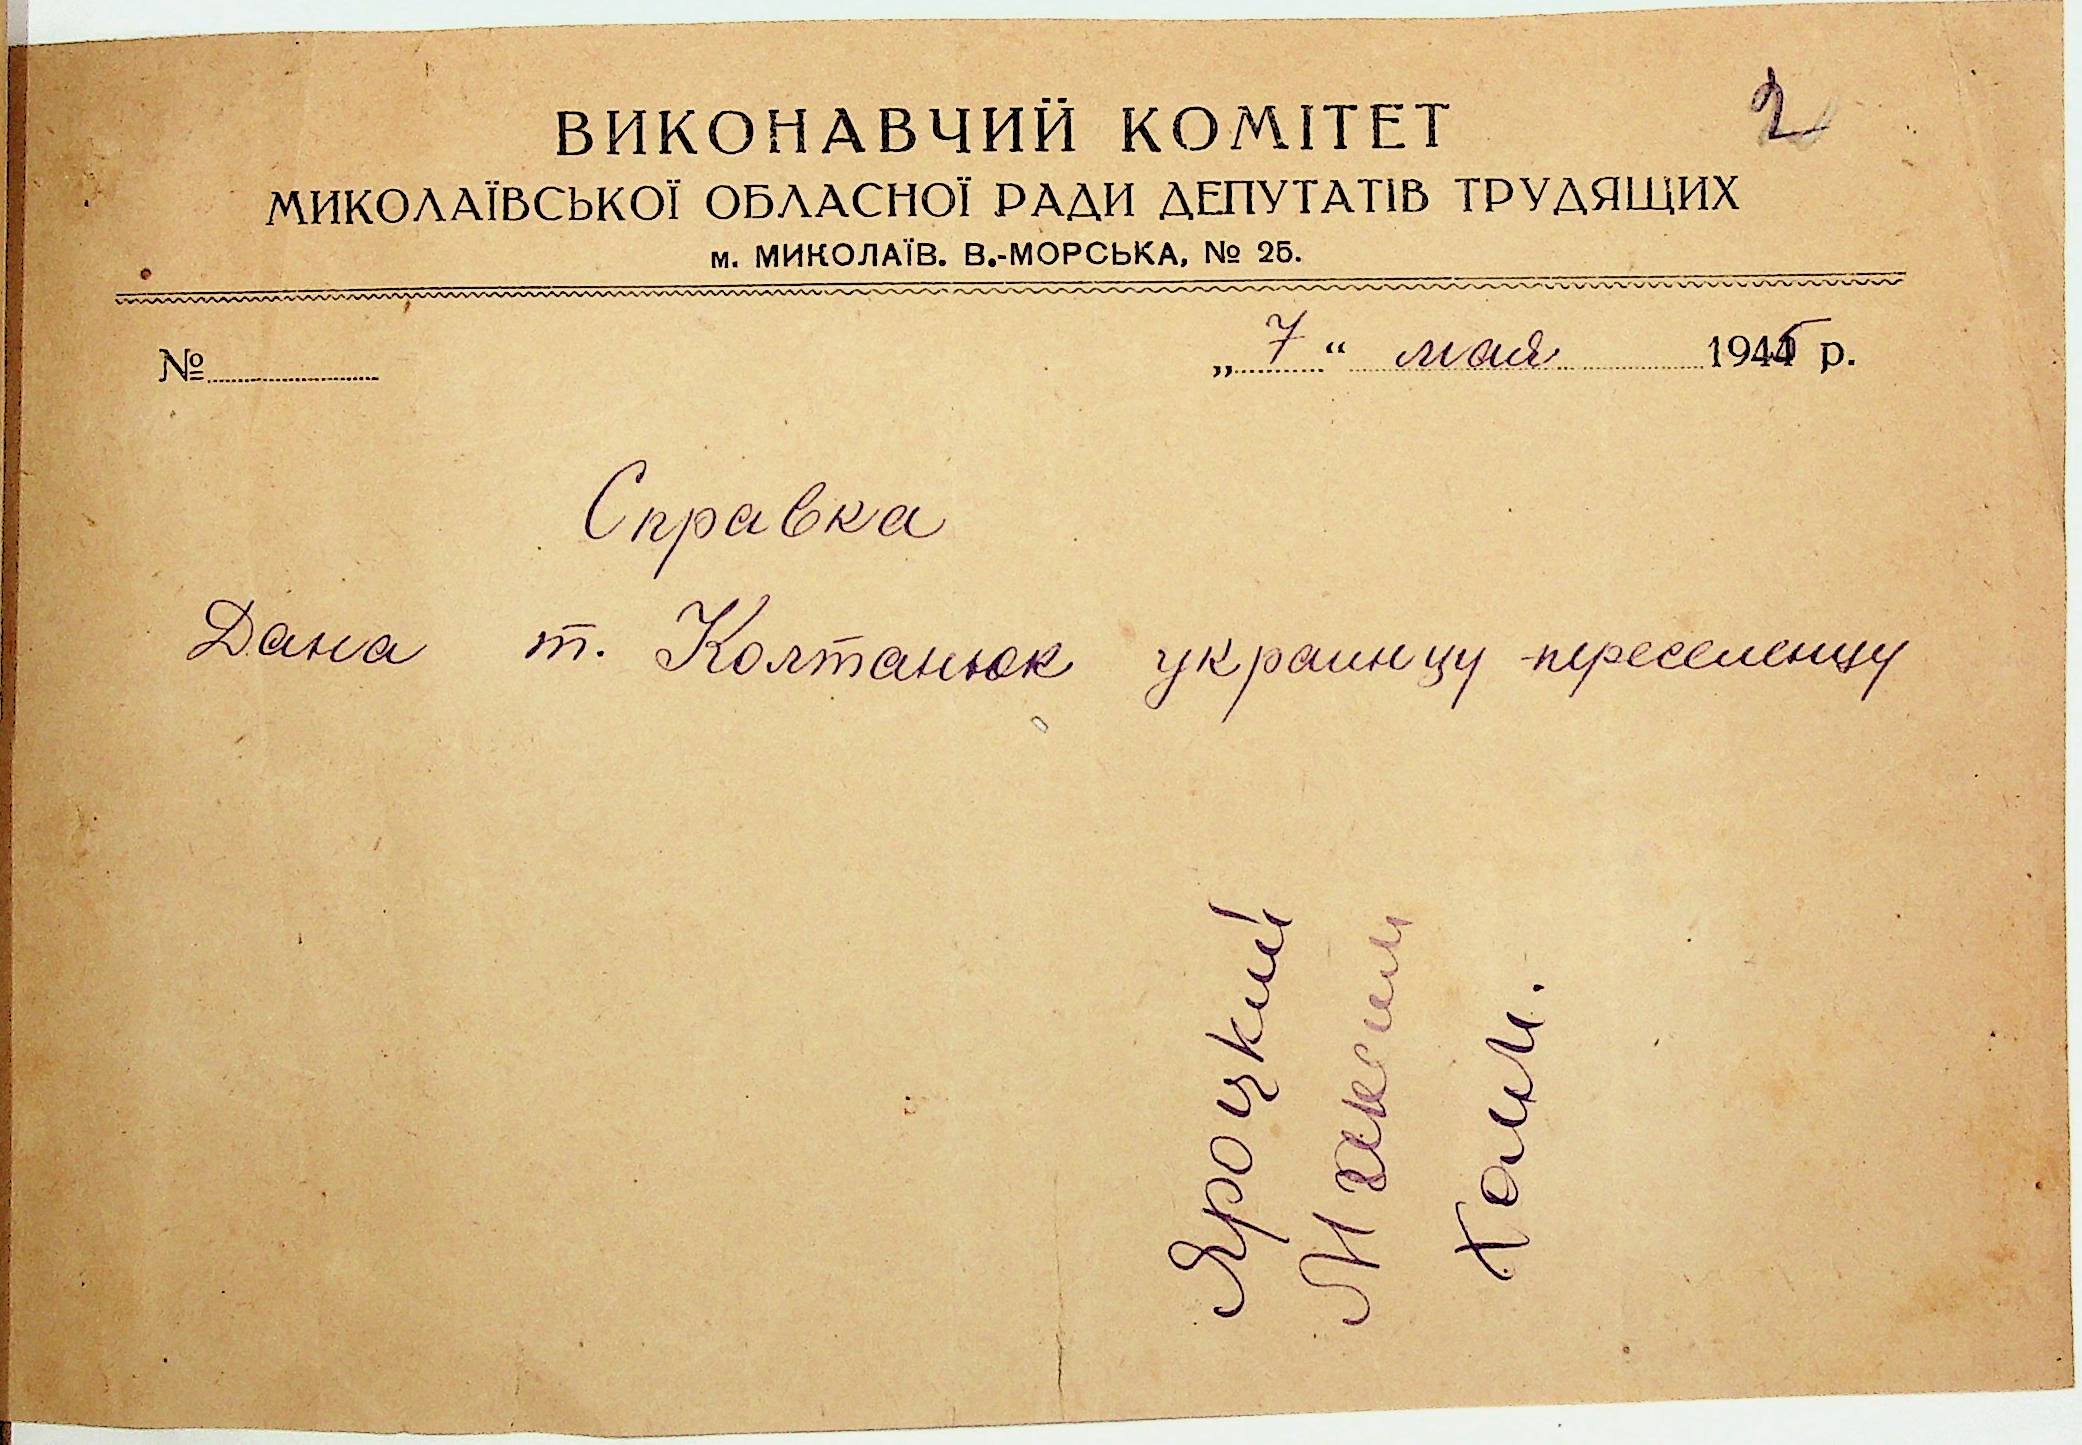 2
ВИКОНАВЧИЙ КОМІТЕТ
МИКОЛАЇВСЬКОЇ ОБЛАСНОЇ РАДИ ДЕПУТАТІВ ТРУДЯЩИХ
м. МИКОЛАЇВ. В.-МОРСЬКА, № 25.
№ „7“ мая 1945 р.
Справка
Дана т. Колтанюк украинцу переселенцу
Яроцкий
Максим
Хаим.